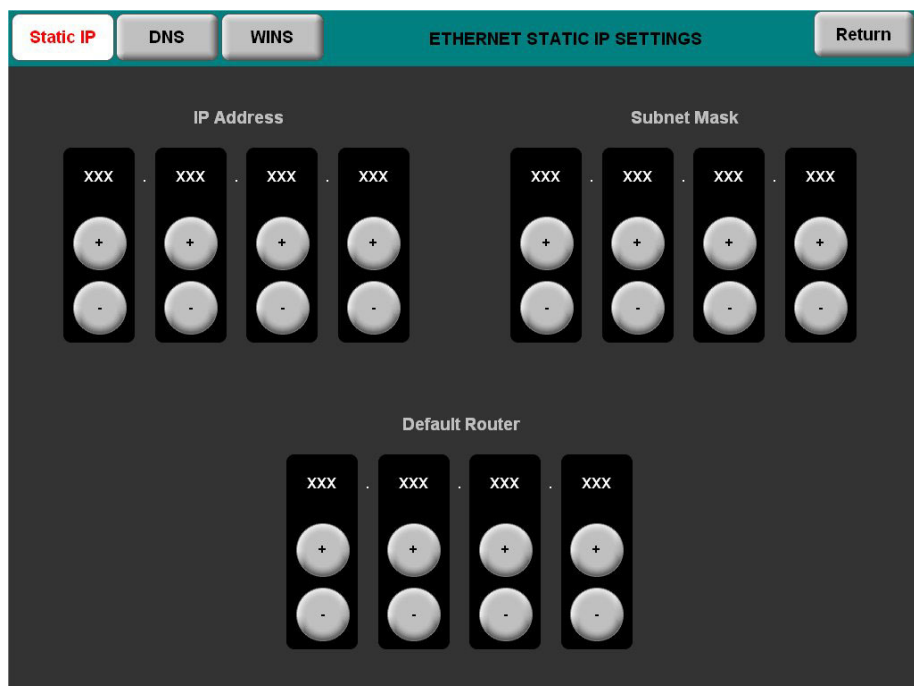 Static IP DNS WINS ETHERNET STATIC IP SETTINGS Return
IP Address Subnet Mask
XXX . XXX . XXX . XXX XXX . XXX . XXX . XXX
+ + + + + + + +
- - - - - - - -
Default Router
XXX . XXX . XXX . XXX
+ + + +
- - - -